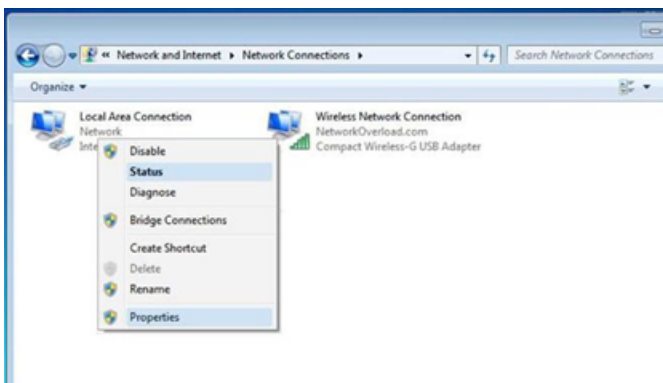 « Network and Internet ▸ Network Connections ▸
Search Network Connections
Organize ▾
Local Area Connection
Network
Inte
Wireless Network Connection
NetworkOverload.com
Compact Wireless-G USB Adapter
Disable
Status
Diagnose
Bridge Connections
Create Shortcut
Delete
Rename
Properties